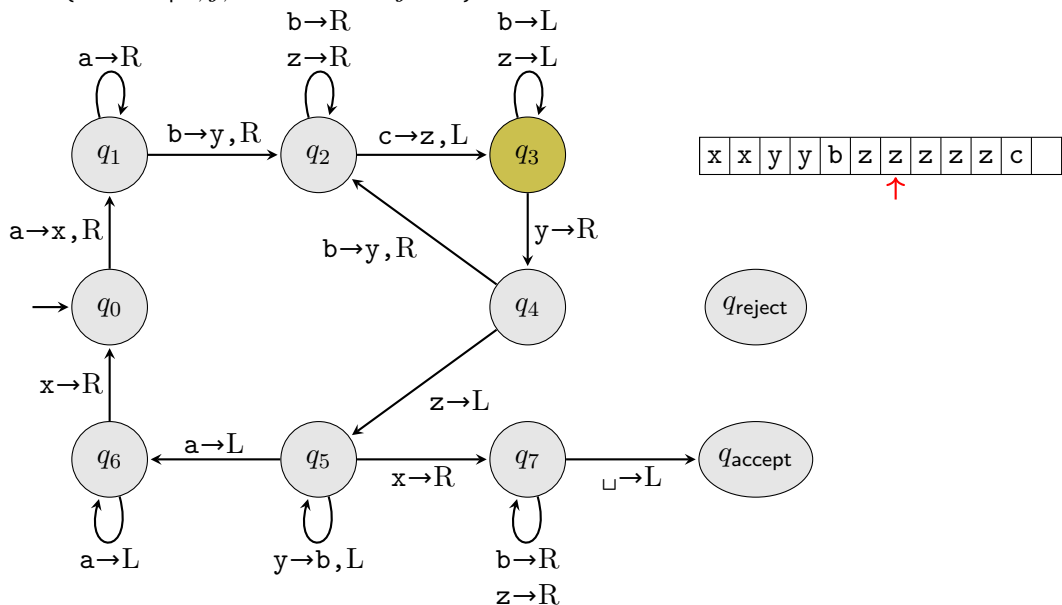 b→R b→L
a→R z→R z→L
b→y,R c→z,L
q1 q2 q3 x x y y b z z z z z c
a→x,R b→y,R y→R
q0 q4 qreject
x→R z→L
a→L x→R ␣→L
q6 q5 q7 qaccept
a→L y→b,L b→R
z→R